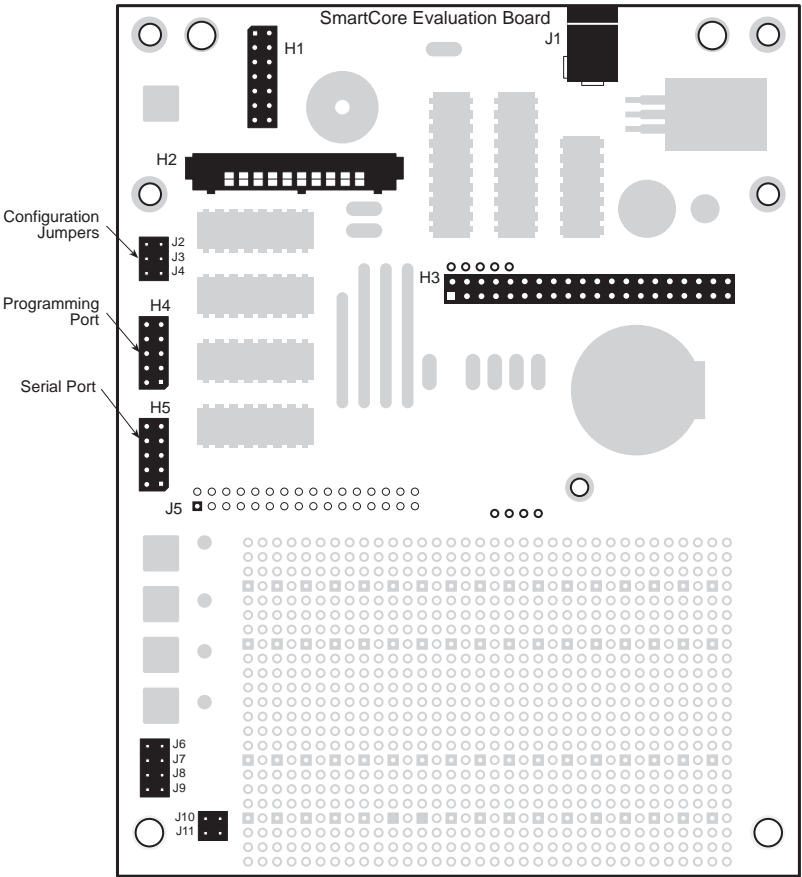 SmartCore Evaluation Board
H1
J1
H2
Configuration
Jumpers
J2
J3
J4
H3
Programming
Port
H4
Serial Port
H5
J5
J6
J7
J8
J9
J10
J11